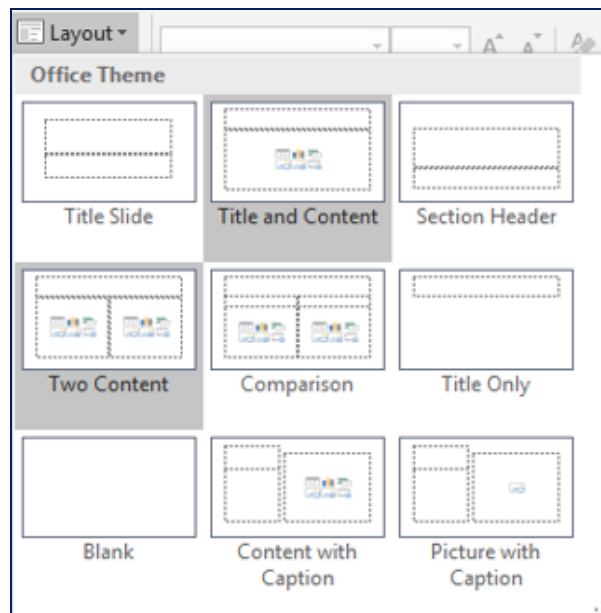 Layout
Office Theme
Title Slide
Title and Content
Section Header
Two Content
Comparison
Title Only
Blank
Content with
Caption
Picture with
Caption